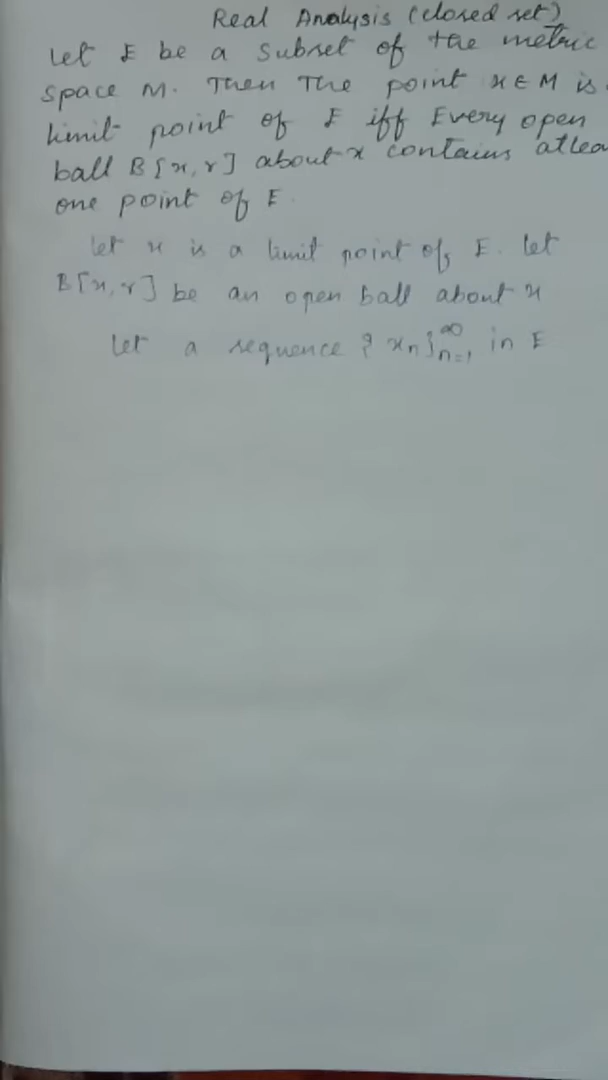 Real Analysis (closed set)
Let E be a subset of the metric
space M. Then The point x ∈ M is
limit point of E iff Every open
ball B[x, r] about x contains atlea
one point of E.
let x is a limit point of E. let
B[x, r] be an open ball about x
Let a sequence {xn}∞n=1 in E